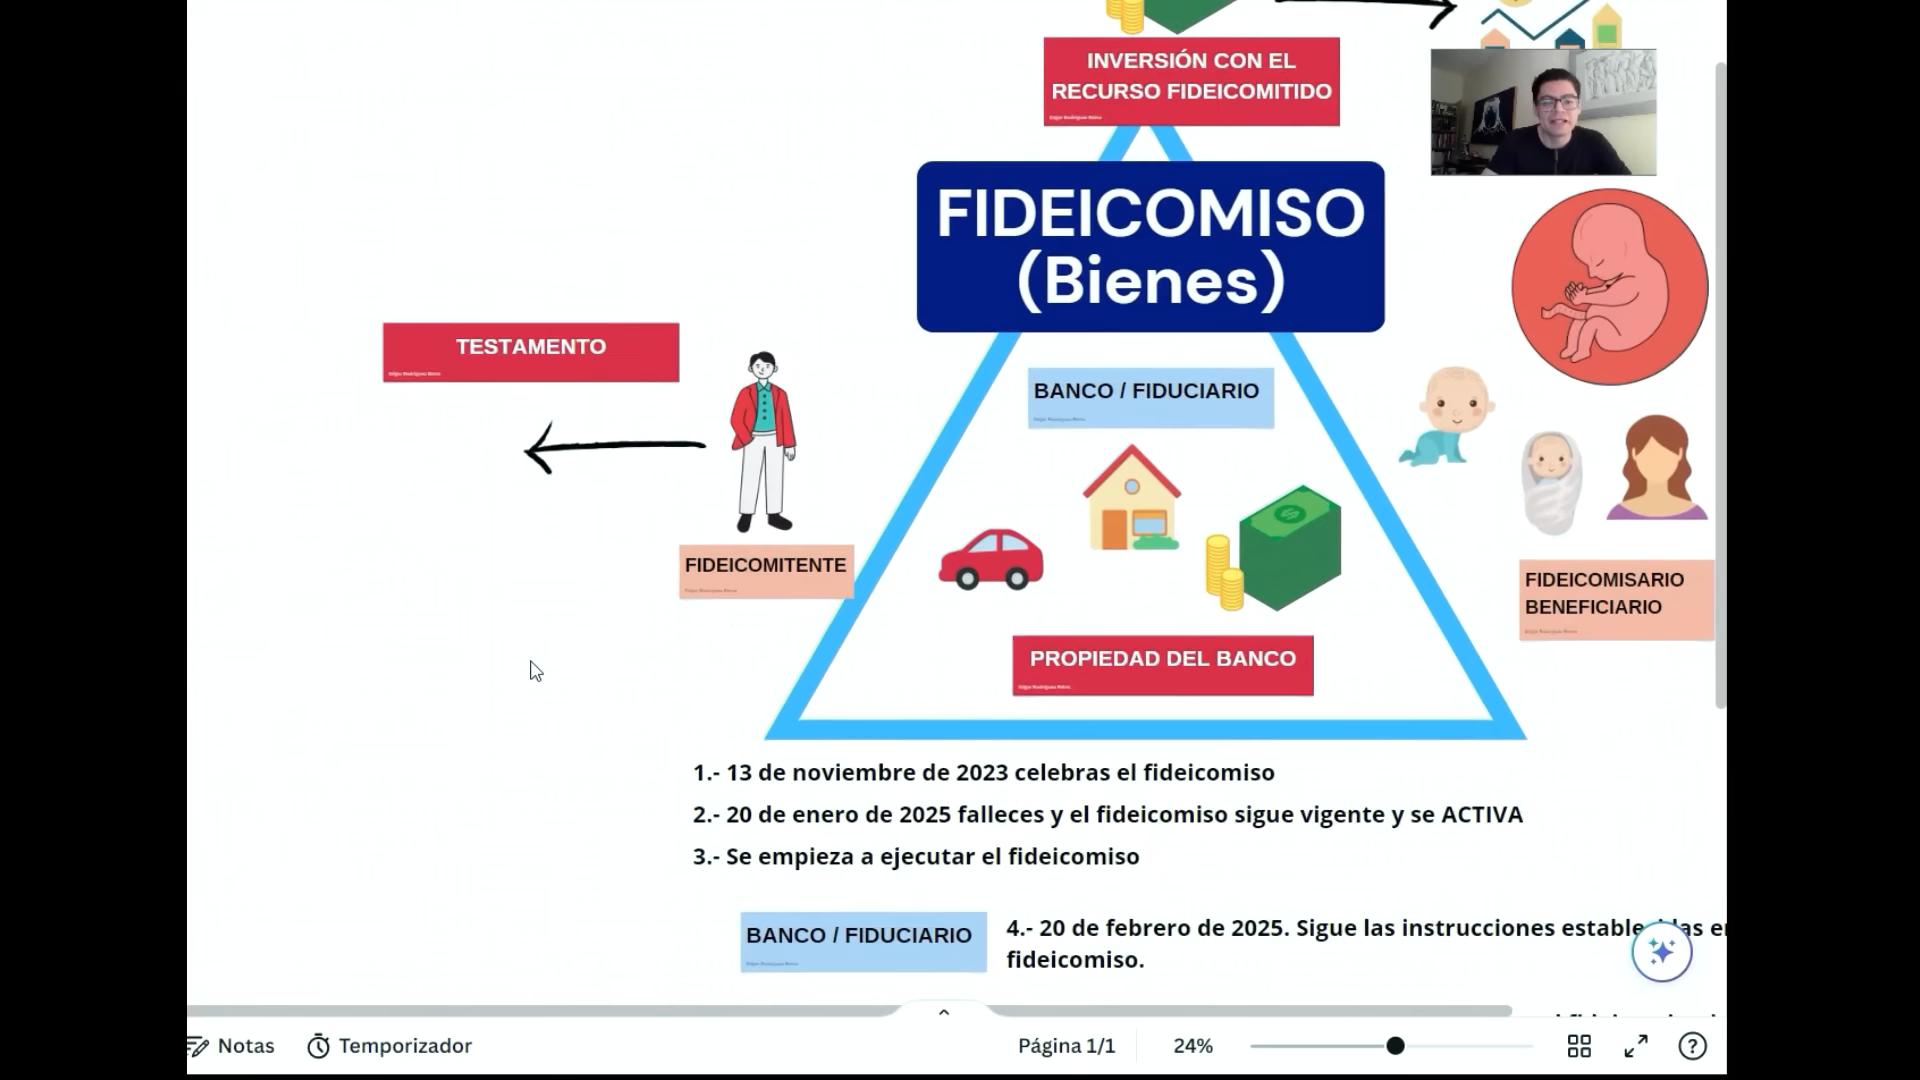 INVERSIÓN CON EL
RECURSO FIDEICOMITIDO
Edgar Rodríguez Reina
FIDEICOMISO
(Bienes)
TESTAMENTO
BANCO / FIDUCIARIO
FIDEICOMITENTE
FIDEICOMISARIO
BENEFICIARIO
PROPIEDAD DEL BANCO
1.- 13 de noviembre de 2023 celebras el fideicomiso
2.- 20 de enero de 2025 falleces y el fideicomiso sigue vigente y se ACTIVA
3.- Se empieza a ejecutar el fideicomiso
BANCO / FIDUCIARIO
4.- 20 de febrero de 2025. Sigue las instrucciones
fideicomiso.
Notas
Temporizador
Página 1/1
24%